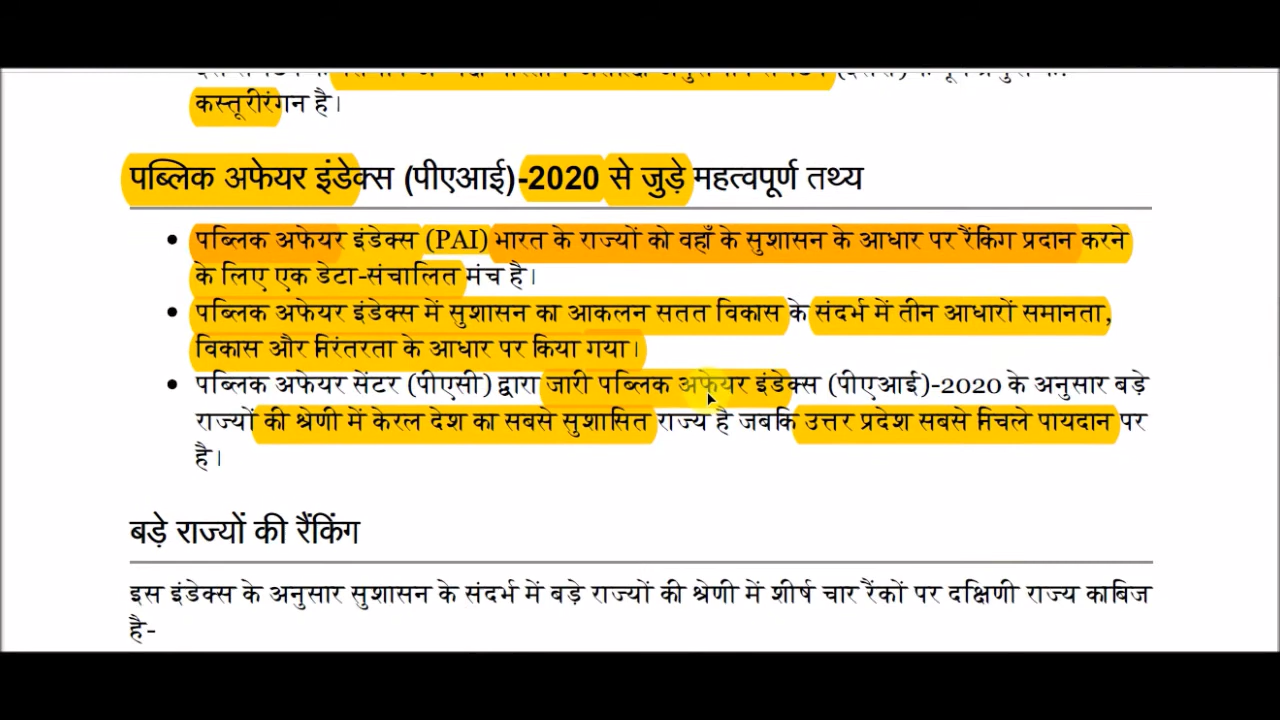 कस्तूरीरंगन है।
पब्लिक अफेयर इंडेक्स (पीएआई)-2020 से जुड़े महत्वपूर्ण तथ्य
• पब्लिक अफेयर इंडेक्स (PAI) भारत के राज्यों को वहाँ के सुशासन के आधार पर रैंकिंग प्रदान करने
के लिए एक डेटा-संचालित मंच है।
• पब्लिक अफेयर इंडेक्स में सुशासन का आकलन सतत विकास के संदर्भ में तीन आधारों समानता,
विकास और निरंतरता के आधार पर किया गया।
• पब्लिक अफेयर सेंटर (पीएसी) द्वारा जारी पब्लिक अफेयर इंडेक्स (पीएआई)-2020 के अनुसार बड़े
राज्यों की श्रेणी में केरल देश का सबसे सुशासित राज्य है जबकि उत्तर प्रदेश सबसे निचले पायदान पर
है।
बड़े राज्यों की रैंकिंग
इस इंडेक्स के अनुसार सुशासन के संदर्भ में बड़े राज्यों की श्रेणी में शीर्ष चार रैंकों पर दक्षिणी राज्य काबिज
है-